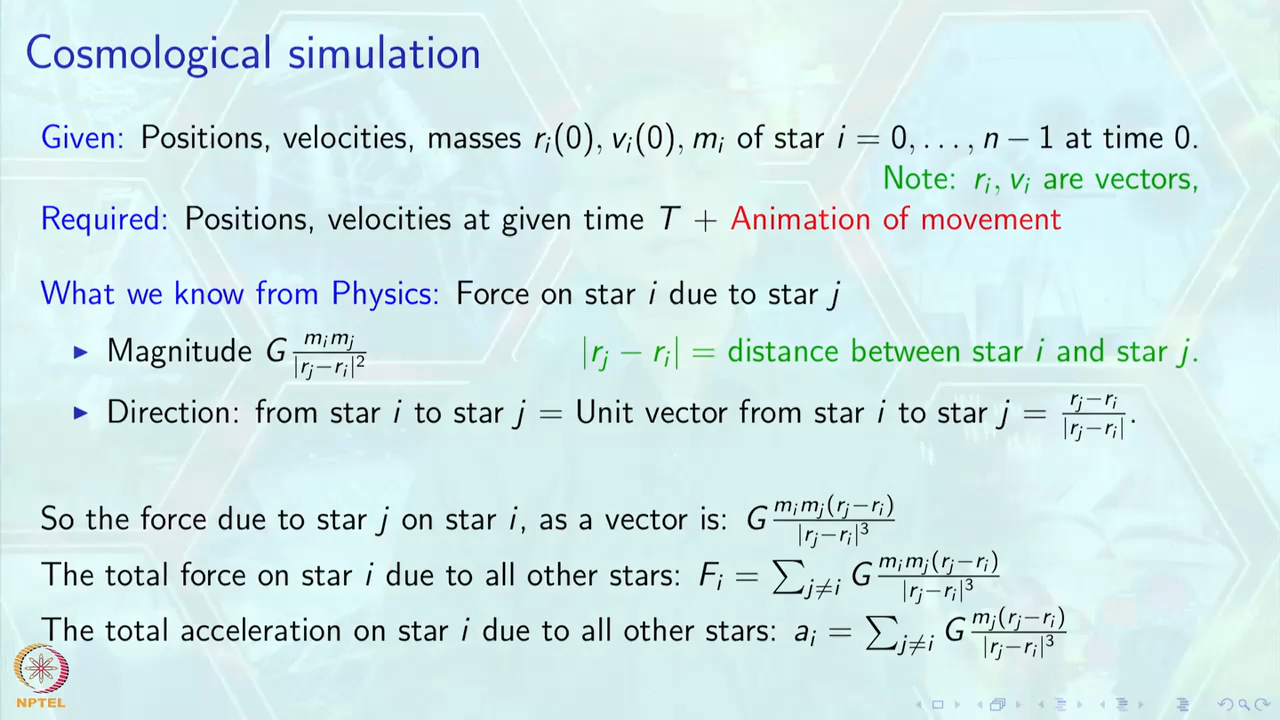 Cosmological simulation
Given: Positions, velocities, masses r_i(0), v_i(0), m_i of star i = 0, . . . , n − 1 at time 0.
Note: r_i, v_i are vectors,
Required: Positions, velocities at given time T + Animation of movement
What we know from Physics: Force on star i due to star j
▶ Magnitude G \frac{m_i m_j}{|r_j−r_i|^2} |r_j − r_i| = distance between star i and star j.
▶ Direction: from star i to star j = Unit vector from star i to star j = \frac{r_j−r_i}{|r_j−r_i|}.
So the force due to star j on star i, as a vector is: G \frac{m_i m_j(r_j−r_i)}{|r_j−r_i|^3}
The total force on star i due to all other stars: F_i = ∑_{j≠i} G \frac{m_i m_j(r_j−r_i)}{|r_j−r_i|^3}
The total acceleration on star i due to all other stars: a_i = ∑_{j≠i} G \frac{m_j(r_j−r_i)}{|r_j−r_i|^3}
NPTEL